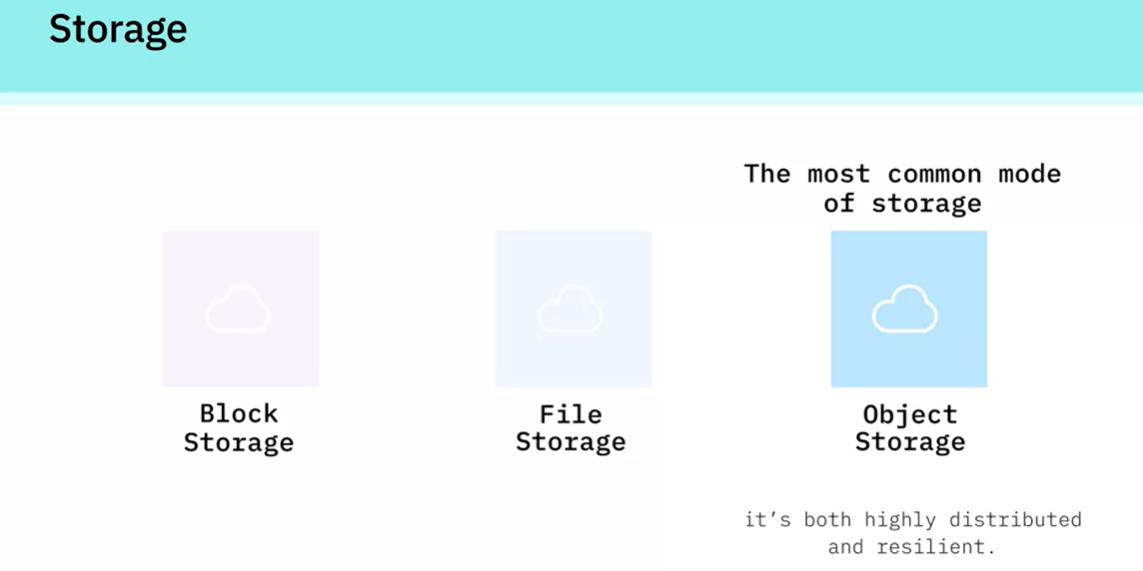 Storage
The most common mode
of storage
Block
Storage
File
Storage
Object
Storage
it’s both highly distributed
and resilient.